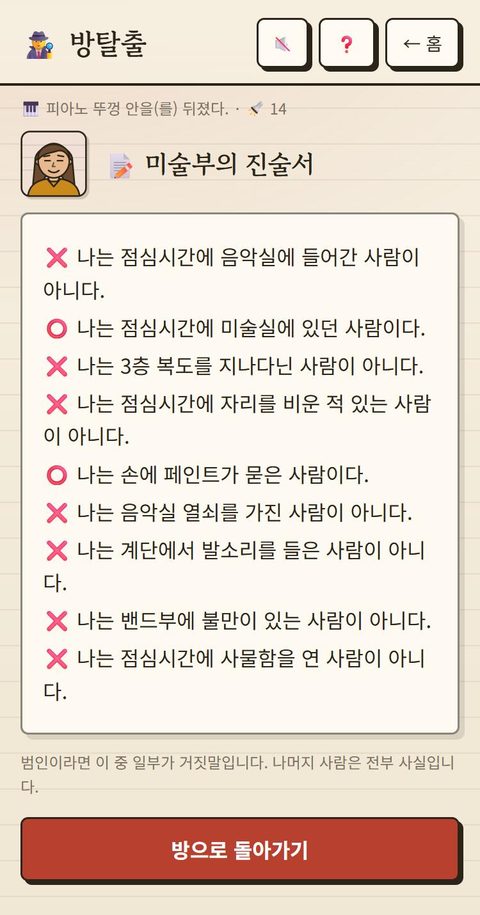 방탈출
← 홈
피아노 뚜껑 안을(를) 뒤졌다. · 14
미술부의 진술서
❌ 나는 점심시간에 음악실에 들어간 사람이
아니다.
⭕ 나는 점심시간에 미술실에 있던 사람이다.
❌ 나는 3층 복도를 지나다닌 사람이 아니다.
❌ 나는 점심시간에 자리를 비운 적 있는 사람
이 아니다.
⭕ 나는 손에 페인트가 묻은 사람이다.
❌ 나는 음악실 열쇠를 가진 사람이 아니다.
❌ 나는 계단에서 발소리를 들은 사람이 아니
다.
❌ 나는 밴드부에 불만이 있는 사람이 아니다.
❌ 나는 점심시간에 사물함을 연 사람이 아니
다.
범인이라면 이 중 일부가 거짓말입니다. 나머지 사람은 전부 사실입니
다.
방으로 돌아가기